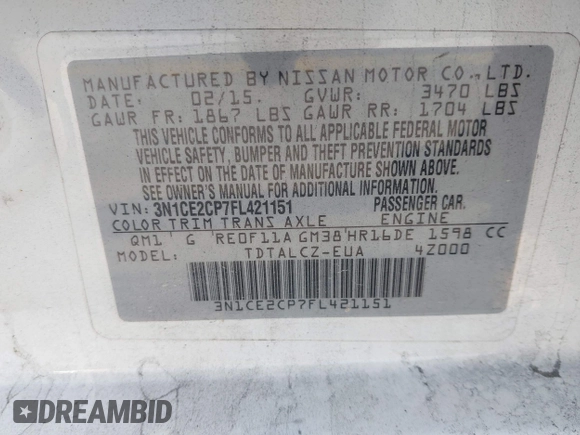 MANUFACTURED BY NISSAN MOTOR CO., LTD.
DATE: 02/15. GVWR: 3470 LBS
GAWR FR: 1867 LBS GAWR RR: 1704 LBS
THIS VEHICLE CONFORMS TO ALL APPLICABLE FEDERAL MOTOR
VEHICLE SAFETY, BUMPER AND THEFT PREVENTION STANDARDS
IN EFFECT ON THE DATE OF MANUFACTURE SHOWN ABOVE.
SEE OWNER'S MANUAL FOR ADDITIONAL INFORMATION.
VIN: 3N1CE2CP7FL421151 PASSENGER CAR.
COLOR TRIM TRANS AXLE ENGINE
QM1 G RE0F11A GM38 HR16DE 1598 CC
MODEL: TDTALCZ-EUA 4Z000
3N1CE2CP7FL421151
DREAMBID